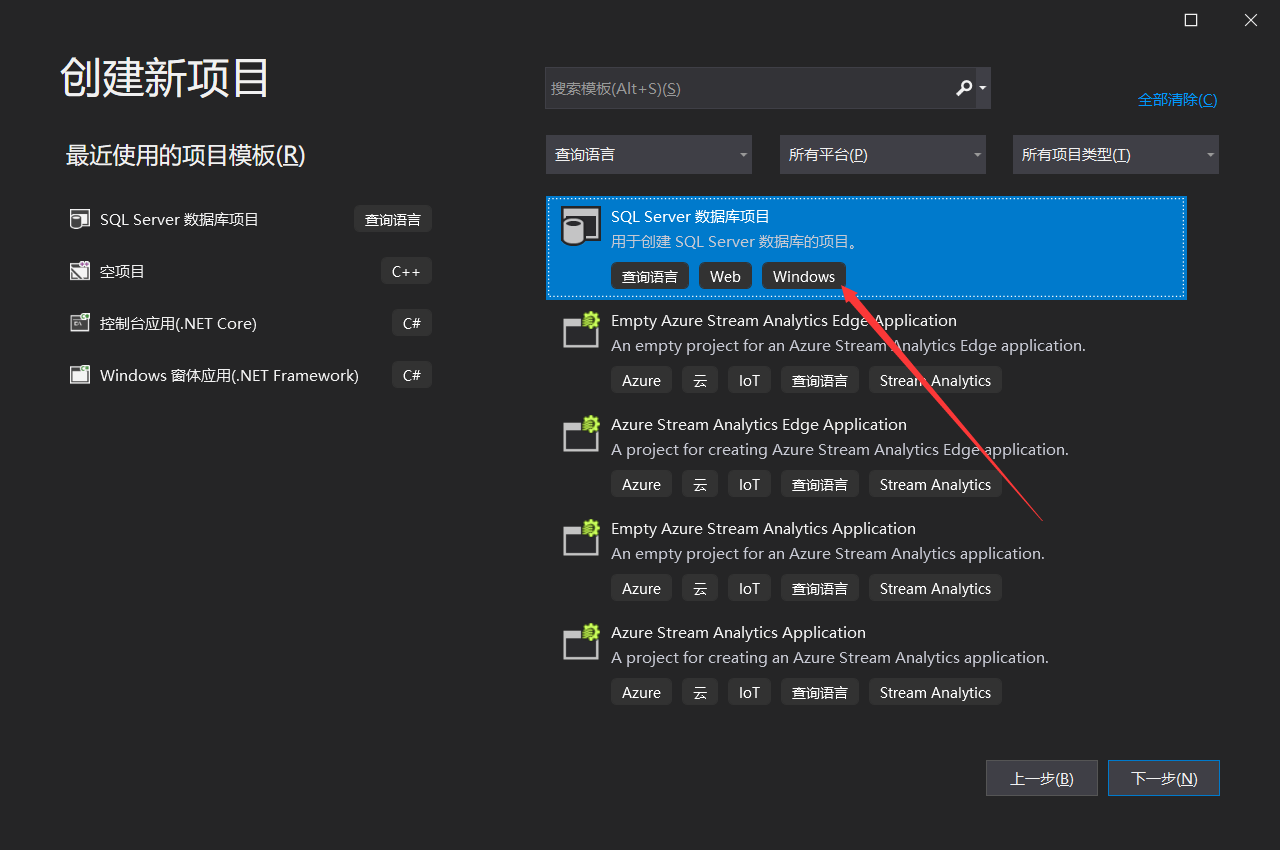 创建新项目
最近使用的项目模板(R)
SQL Server 数据库项目 查询语言
空项目 C++
控制台应用(.NET Core) C#
Windows 窗体应用(.NET Framework) C#
搜索模板(Alt+S)(S)
全部清除(C)
查询语言 所有平台(P) 所有项目类型(T)
SQL Server 数据库项目
用于创建 SQL Server 数据库的项目。
查询语言 Web Windows
Empty Azure Stream Analytics Edge Application
An empty project for an Azure Stream Analytics Edge application.
Azure 云 IoT 查询语言 Stream Analytics
Azure Stream Analytics Edge Application
A project for creating Azure Stream Analytics Edge application.
Azure 云 IoT 查询语言 Stream Analytics
Empty Azure Stream Analytics Application
An empty project for an Azure Stream Analytics application.
Azure 云 IoT 查询语言 Stream Analytics
Azure Stream Analytics Application
A project for creating an Azure Stream Analytics application.
Azure 云 IoT 查询语言 Stream Analytics
上一步(B) 下一步(N)